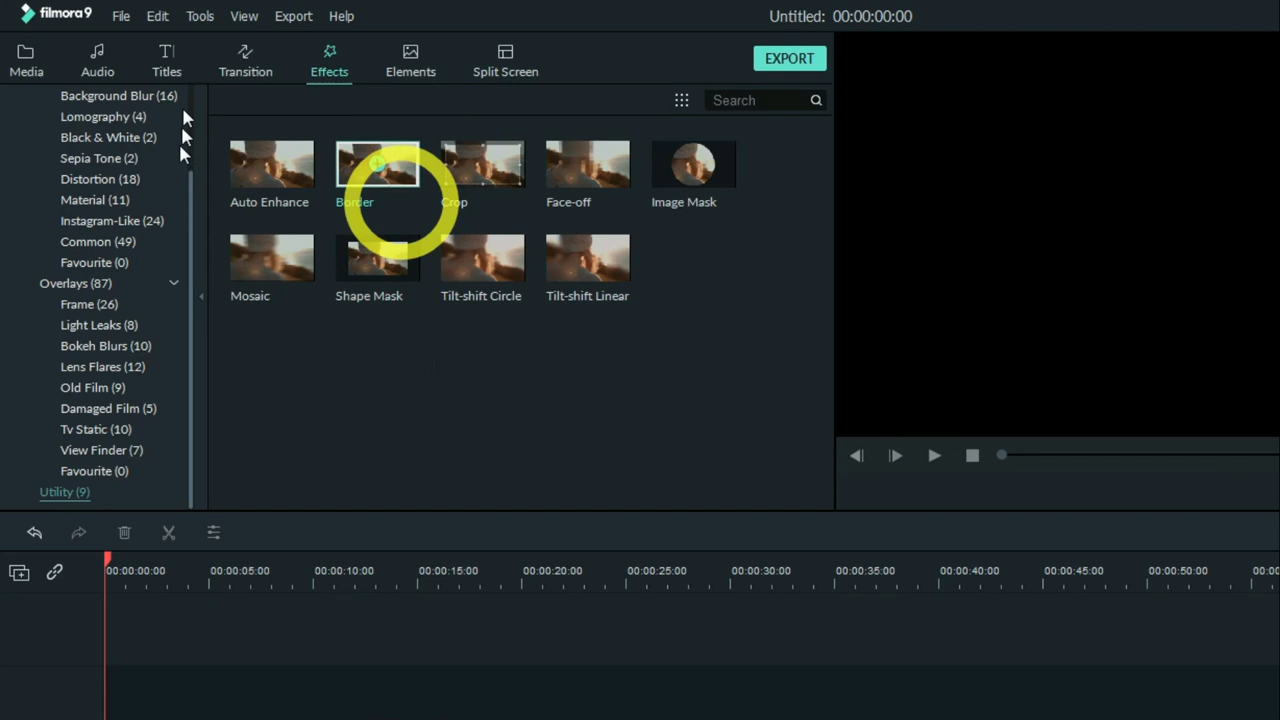 filmora9 File Edit Tools View Export Help Untitled: 00:00:00:00
Media Audio Titles Transition Effects Elements Split Screen EXPORT
Background Blur (16)
Lomography (4)
Black & White (2)
Sepia Tone (2)
Distortion (18)
Material (11)
Instagram-Like (24)
Common (49)
Favourite (0)
Overlays (87)
Frame (26)
Light Leaks (8)
Bokeh Blurs (10)
Lens Flares (12)
Old Film (9)
Damaged Film (5)
Tv Static (10)
View Finder (7)
Favourite (0)
Utility (9)
Search
Auto Enhance Border Crop Face-off Image Mask
Mosaic Shape Mask Tilt-shift Circle Tilt-shift Linear
00:00:00:00 00:00:05:00 00:00:10:00 00:00:15:00 00:00:20:00 00:00:25:00 00:00:30:00 00:00:35:00 00:00:40:00 00:00:45:00 00:00:50:00 00:00